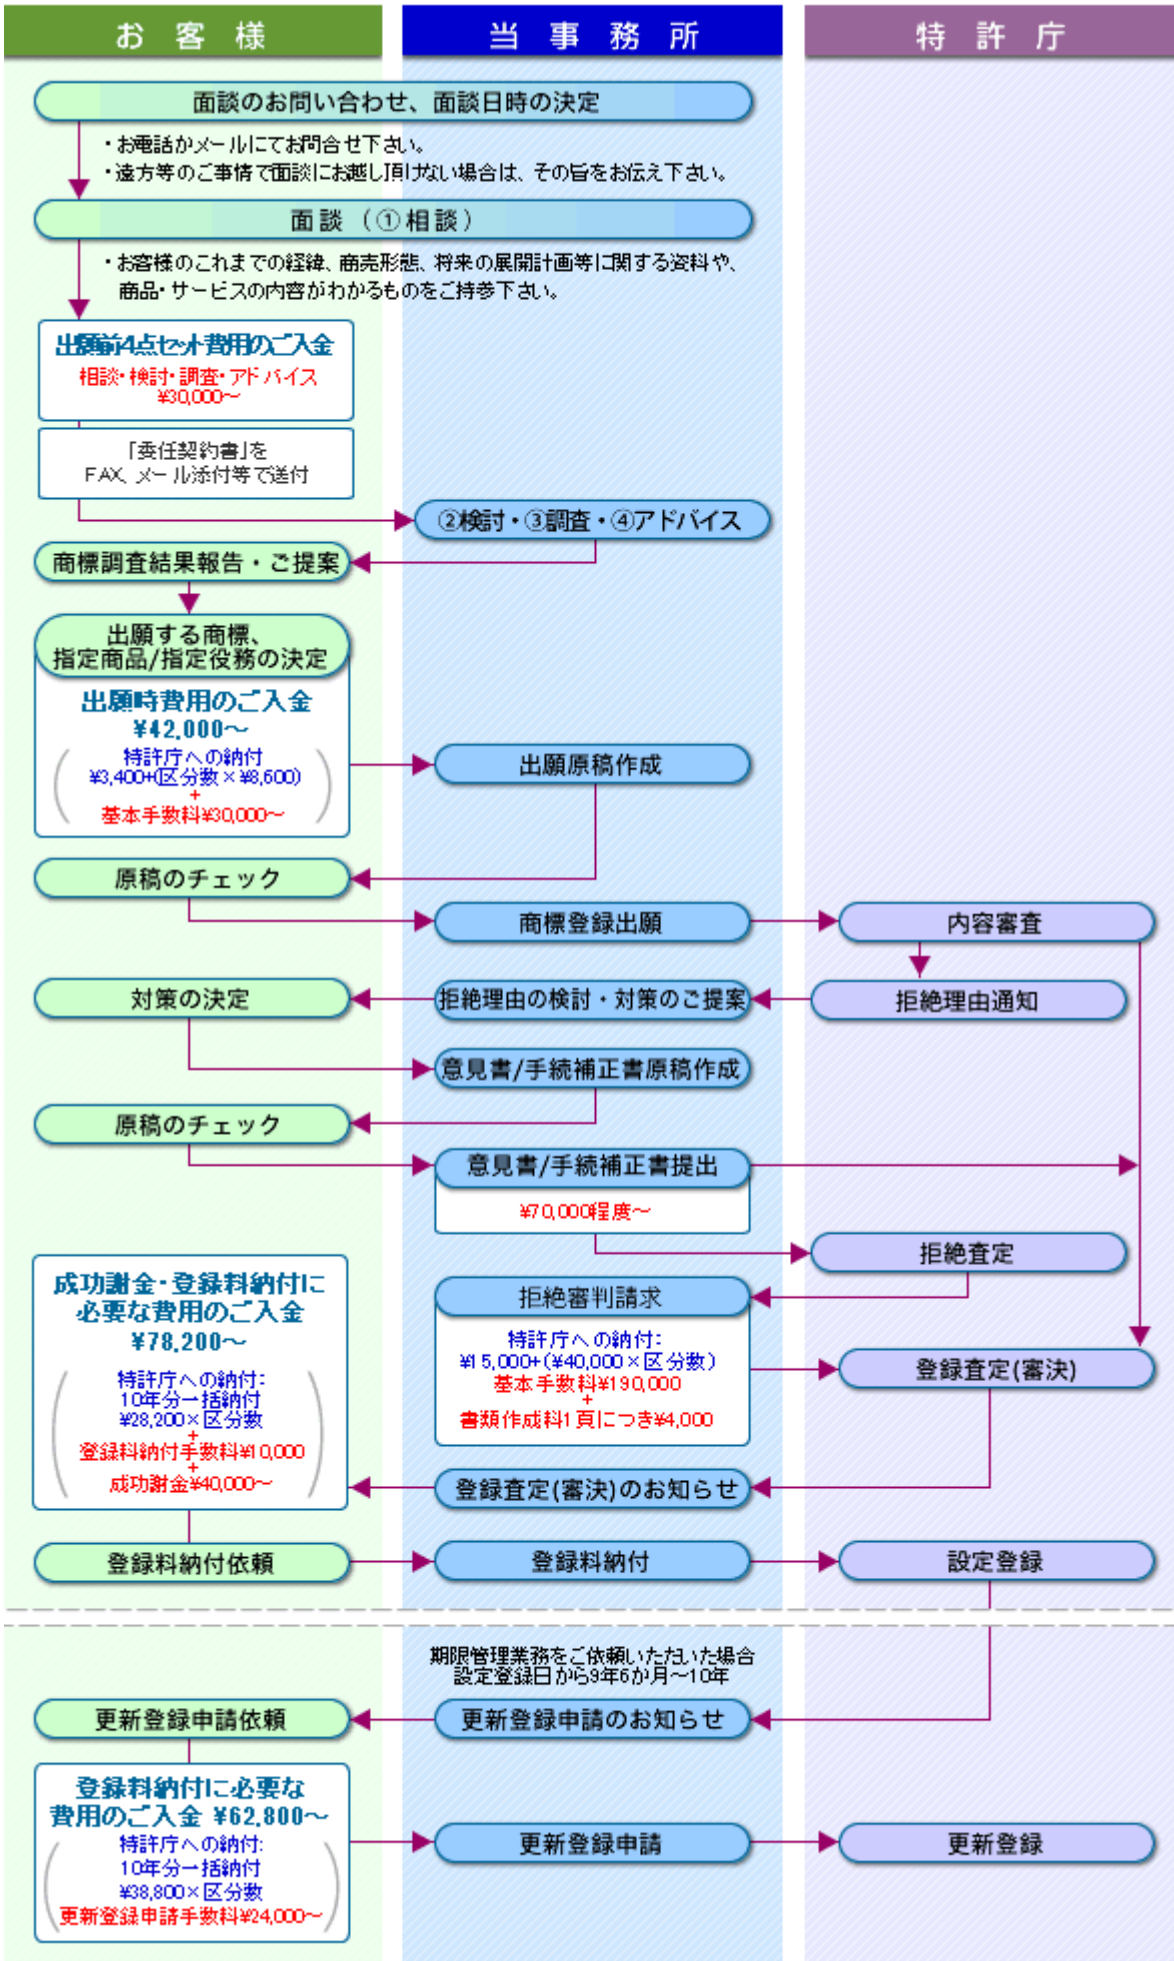 お客様
当事務所
特許庁
面談のお問い合わせ、面談日時の決定
・お電話かメールにてお問合せ下さい。
・遠方等のご事情で面談にお越し頂けない場合は、その旨をお伝え下さい。
面談（①相談）
・お客様のこれまでの経緯、商売形態、将来の展開計画等に関する資料や、
商品・サービスの内容がわかるものをご持参下さい。
出願前4点セット費用のご入金
相談・検討・調査・アドバイス
¥30,000～
「委任契約書」を
FAX、メール添付等で送付
②検討・③調査・④アドバイス
商標調査結果報告・ご提案
出願する商標、
指定商品/指定役務の決定
出願時費用のご入金
¥42,000～
特許庁への納付
¥3,400+(区分数×¥8,600)
+
基本手数料¥30,000～
出願原稿作成
原稿のチェック
商標登録出願
内容審査
対策の決定
拒絶理由の検討・対策のご提案
拒絶理由通知
意見書/手続補正書原稿作成
原稿のチェック
意見書/手続補正書提出
¥70,000程度～
拒絶査定
成功謝金・登録料納付に
必要な費用のご入金
¥78,200～
特許庁への納付：
10年分一括納付
¥28,200×区分数
+
登録料納付手数料¥10,000
+
成功謝金¥40,000～
拒絶審判請求
特許庁への納付：
¥15,000+(¥40,000×区分数)
基本手数料¥190,000
+
書類作成料1頁につき¥4,000
登録査定(審決)
登録査定(審決)のお知らせ
登録料納付依頼
登録料納付
設定登録
期限管理業務をご依頼いただいた場合
設定登録日から9年6か月～10年
更新登録申請依頼
更新登録申請のお知らせ
登録料納付に必要な
費用のご入金 ¥62,800～
特許庁への納付：
10年分一括納付
¥38,800×区分数
更新登録申請手数料¥24,000～
更新登録申請
更新登録